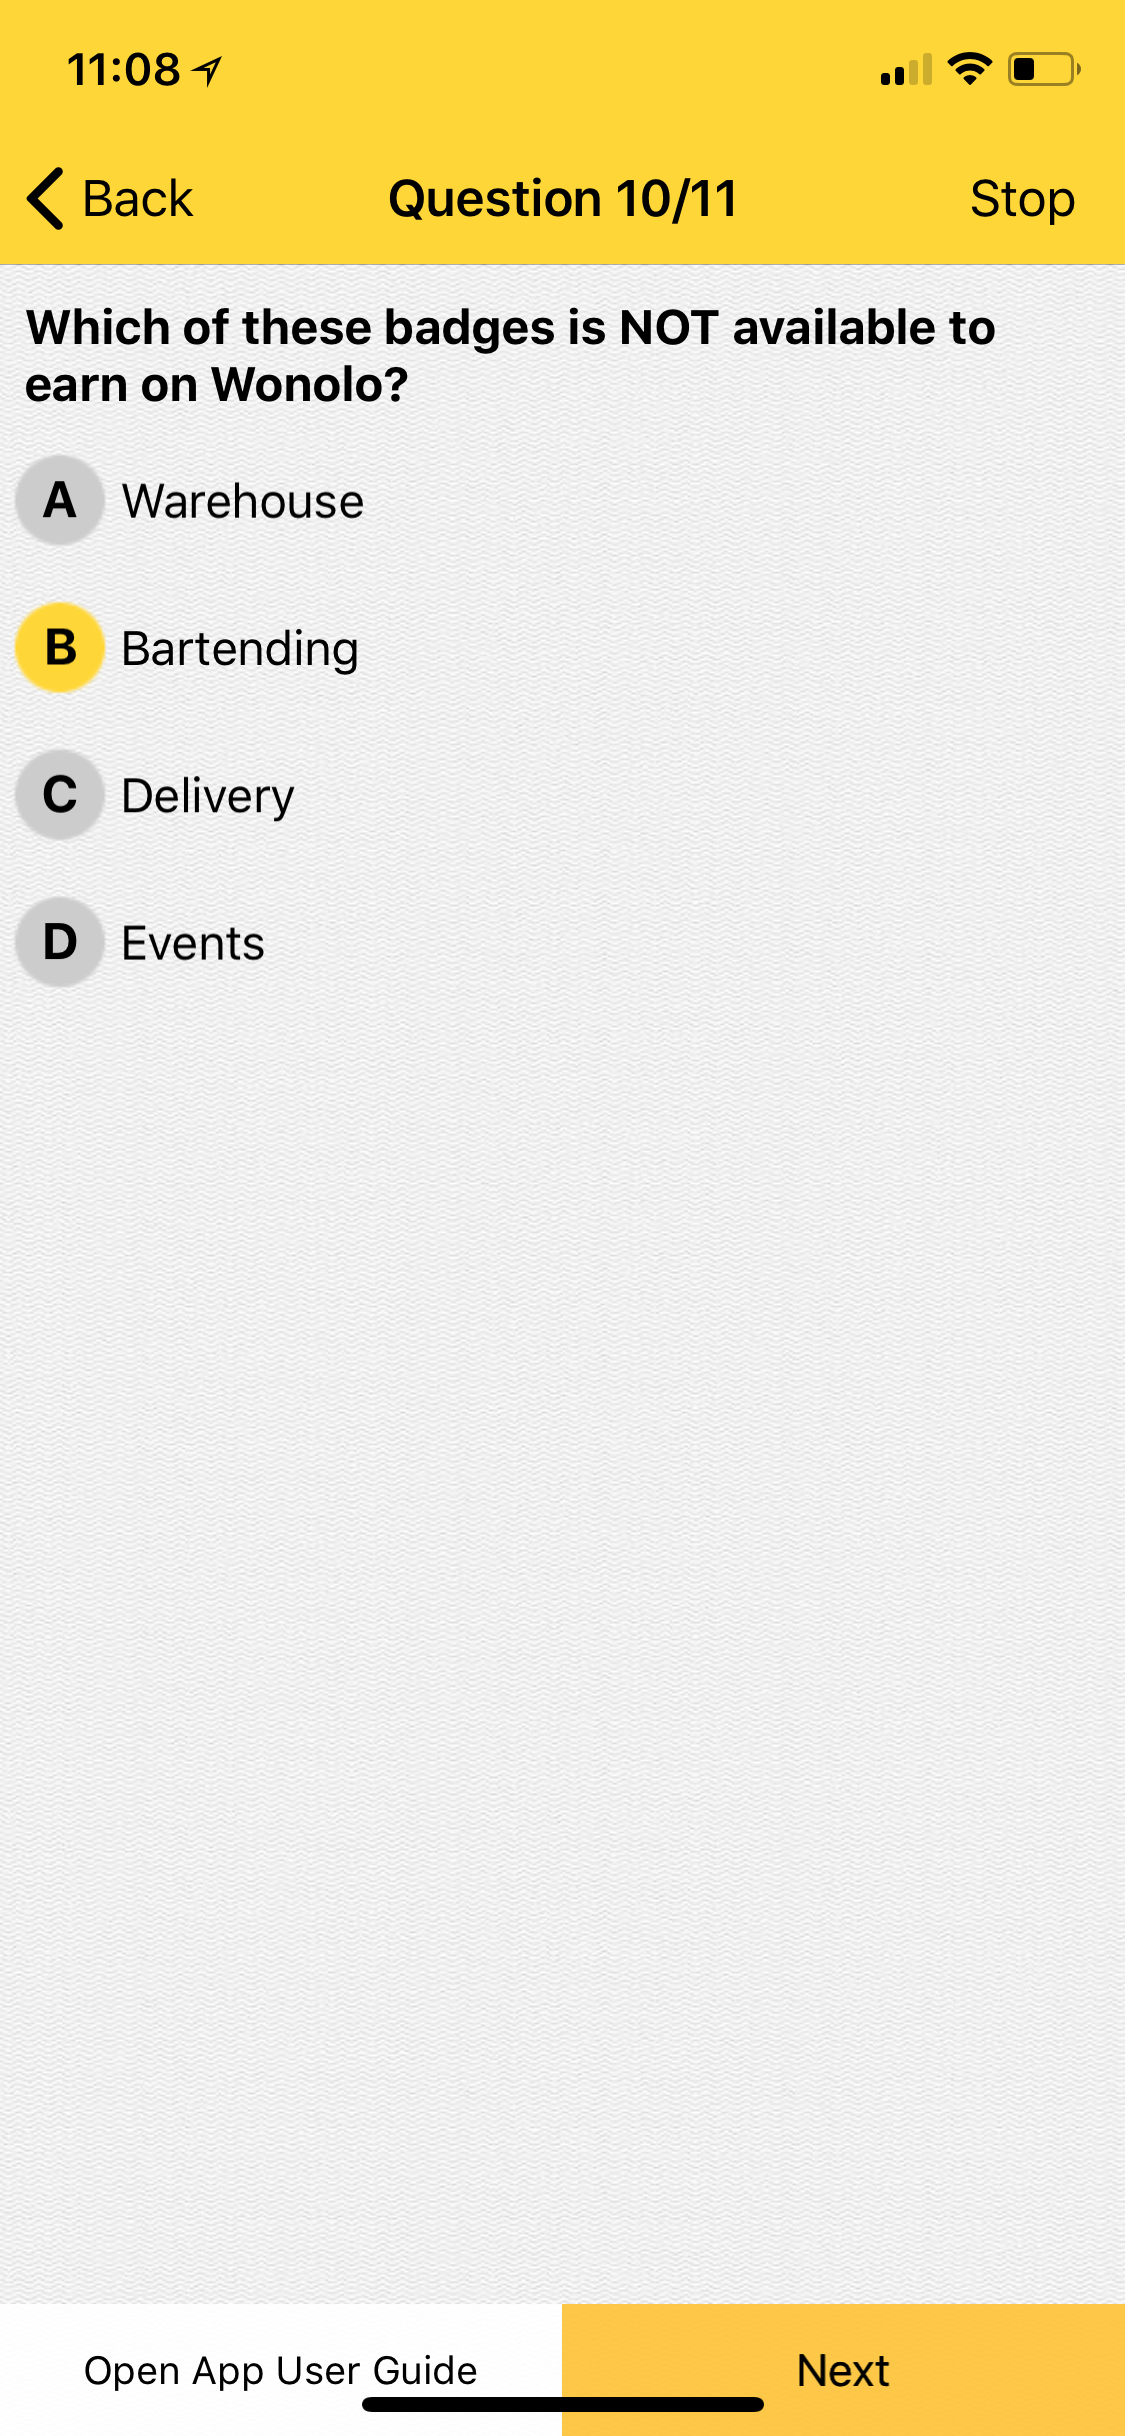 11:08
Back
Question 10/11
Stop
Which of these badges is NOT available to
earn on Wonolo?
A Warehouse
B Bartending
C Delivery
D Events
Open App User Guide
Next